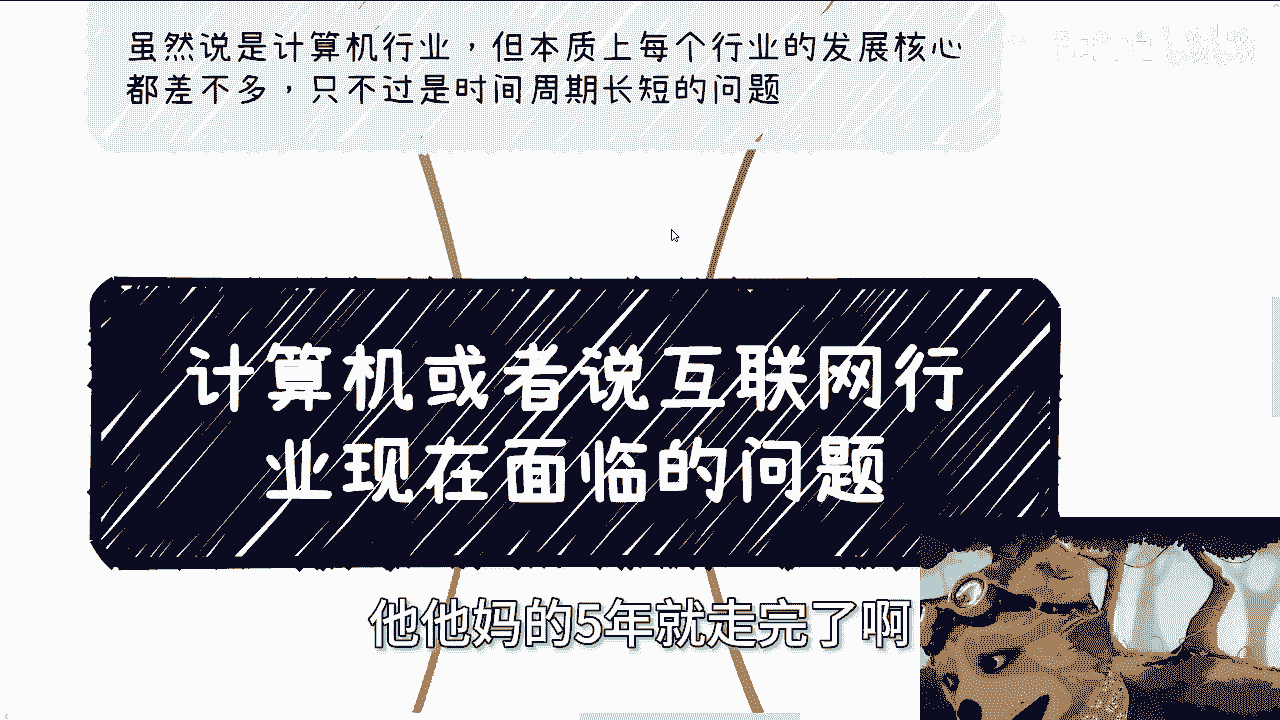 虽然说是计算机行业，但本质上每个行业的发展核心
都差不多，只不过是时间周期长短的问题
计算机或者说互联网行
业现在面临的问题
他他妈的5年就走完了啊